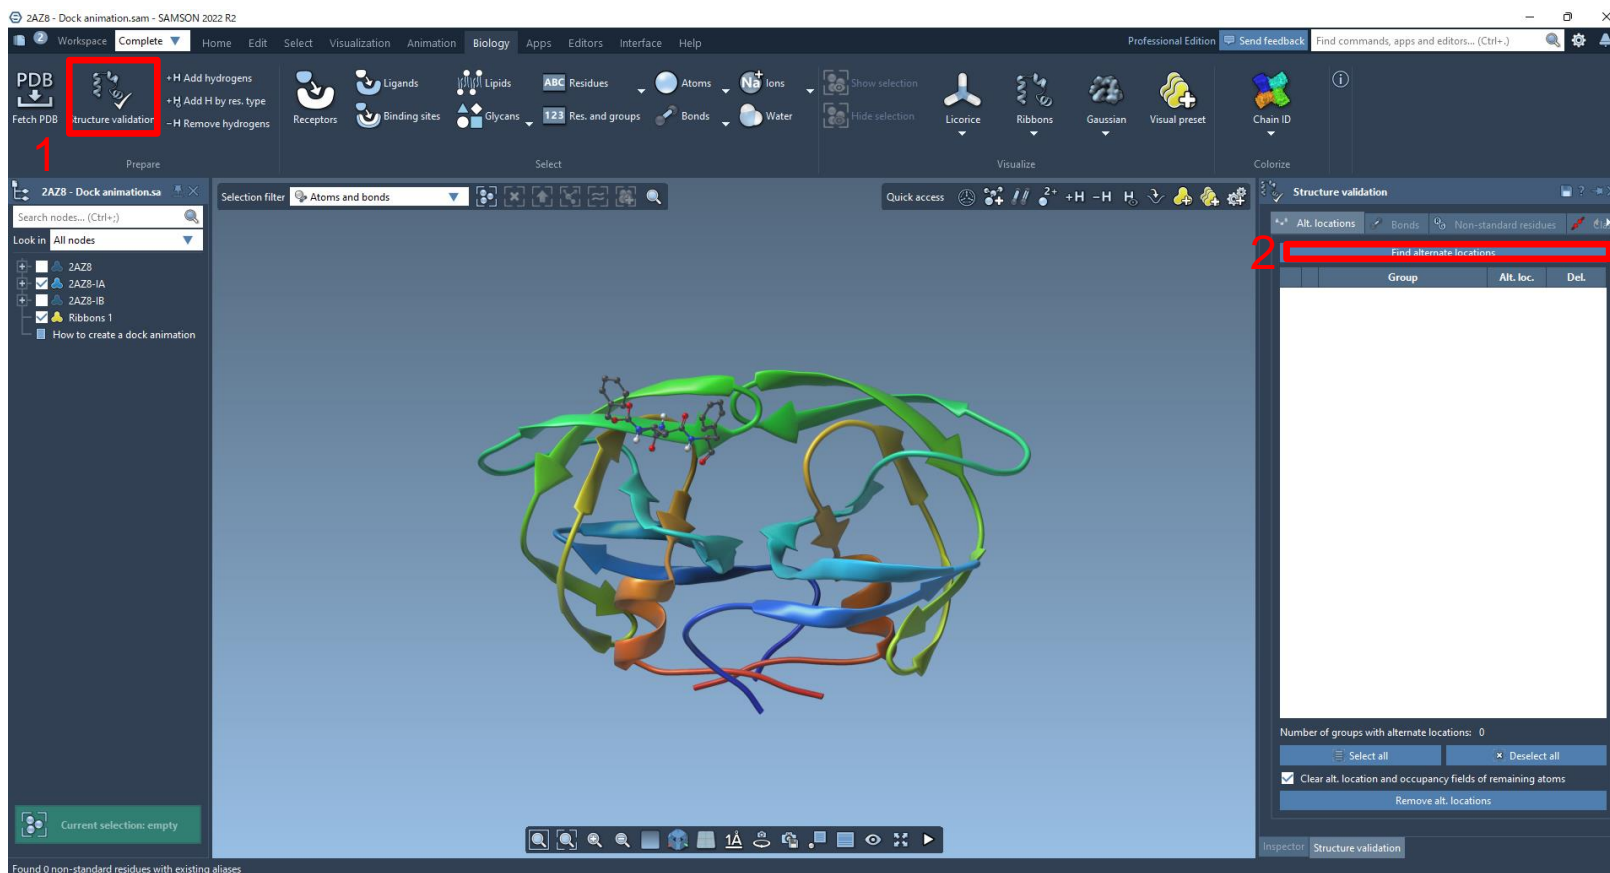 2AZ8 - Dock animation.sam - SAMSON 2022 R2
2 Workspace Complete Home Edit Select Visualization Animation Biology Apps Editors Interface Help Professional Edition Send feedback Find commands, apps and editors... (Ctrl+.)
PDB
Fetch PDB
Structure validation
+H Add hydrogens
+H Add H by res. type
-H Remove hydrogens
Prepare
1
Receptors
Ligands
Binding sites
Lipids
Glycans
ABC Residues
123 Res. and groups
Atoms
Bonds
Na+ Ions
Water
Select
Show selection
Hide selection
Licorice
Ribbons
Gaussian
Visual preset
Visualize
Chain ID
Colorize
2AZ8 - Dock animation.sa
Search nodes... (Ctrl+;)
Look in All nodes
2AZ8
2AZ8-IA
2AZ8-IB
Ribbons 1
How to create a dock animation
Current selection: empty
Selection filter Atoms and bonds
Quick access 2+ +H -H H
1Å
Structure validation ?
Alt. locations Bonds Non-standard residues
2
Find alternate locations
Group Alt. loc. Del.
Number of groups with alternate locations: 0
Select all Deselect all
Clear alt. location and occupancy fields of remaining atoms
Remove alt. locations
Inspector Structure validation
Found 0 non-standard residues with existing aliases